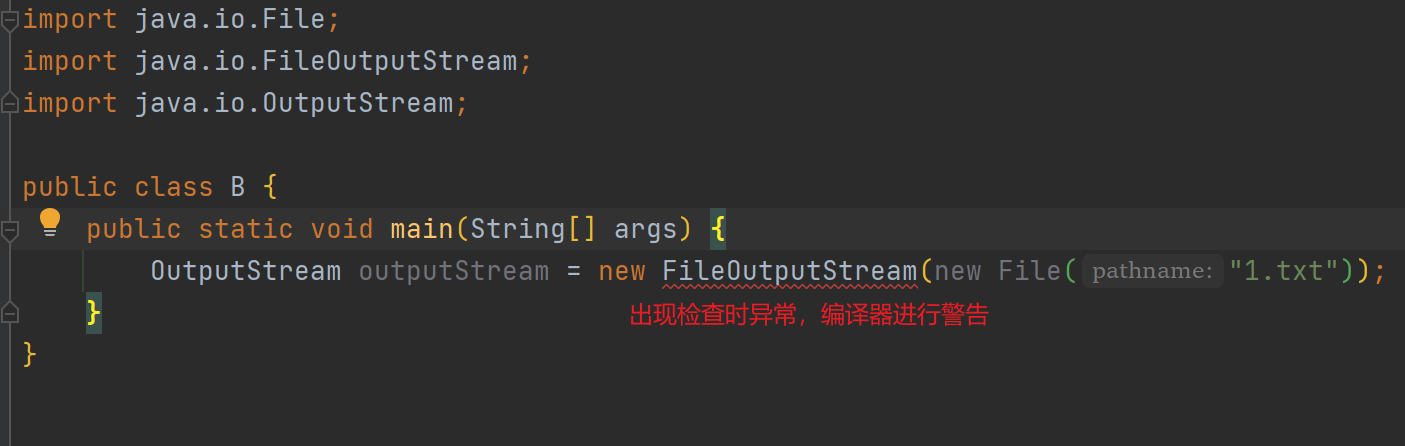 import java.io.File;
import java.io.FileOutputStream;
import java.io.OutputStream;
public class B {
public static void main(String[] args) {
OutputStream outputStream = new FileOutputStream(new File( pathname: "1.txt"));
出现检查时异常，编译器进行警告
}
}